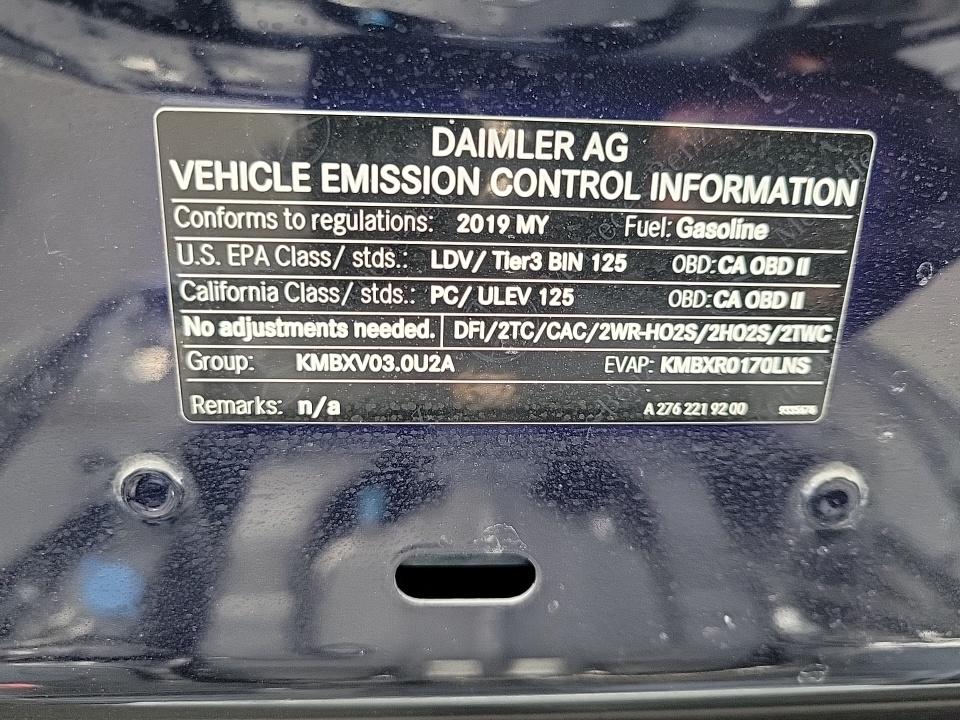 DAIMLER AG
VEHICLE EMISSION CONTROL INFORMATION
Conforms to regulations: 2019 MY Fuel: Gasoline
U.S. EPA Class/ stds.: LDV/ Tier3 BIN 125 OBD: CA OBD II
California Class/ stds.: PC/ ULEV 125 OBD: CA OBD II
No adjustments needed. DFI/2TC/CAC/2WR-HO2S/2HO2S/2TWC
Group: KMBXV03.0U2A EVAP: KMBXR0170LNS
Remarks: n/a A 276 221 92 00